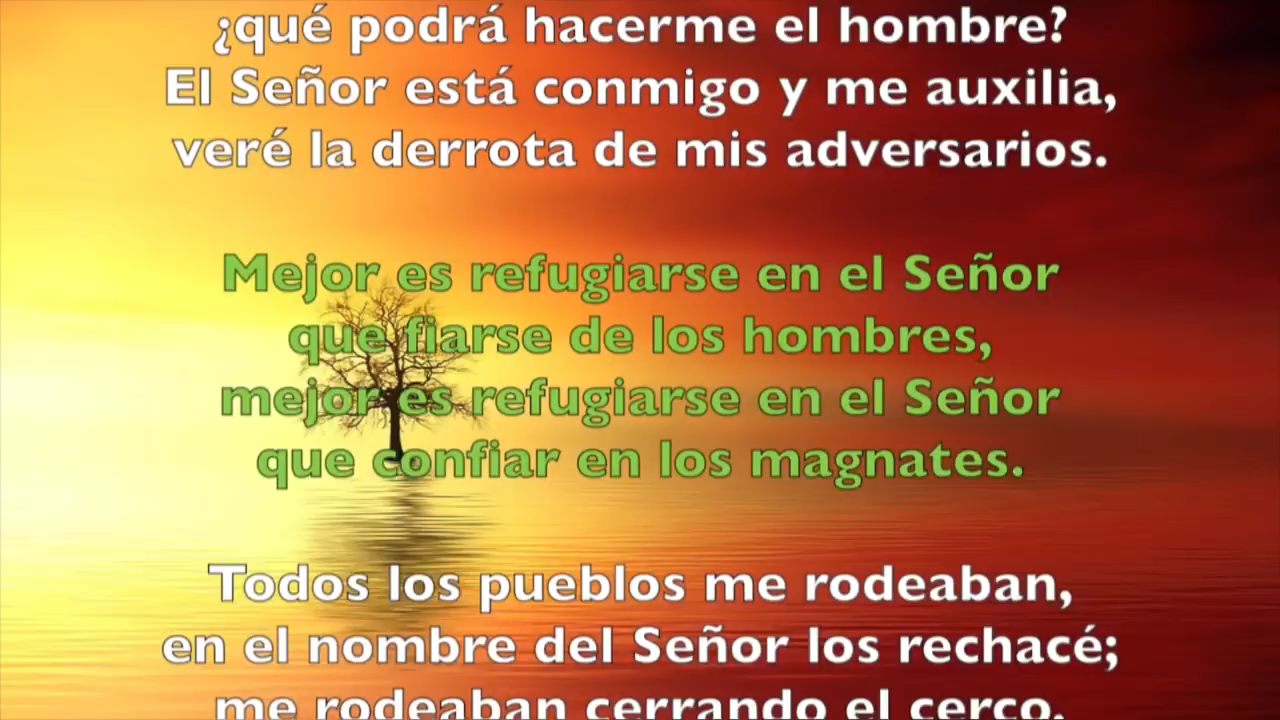 ¿qué podrá hacerme el hombre?
El Señor está conmigo y me auxilia,
veré la derrota de mis adversarios.
Mejor es refugiarse en el Señor
que fiarse de los hombres,
mejor es refugiarse en el Señor
que confiar en los magnates.
Todos los pueblos me rodeaban,
en el nombre del Señor los rechacé;
me rodeaban cerrando el cerco,